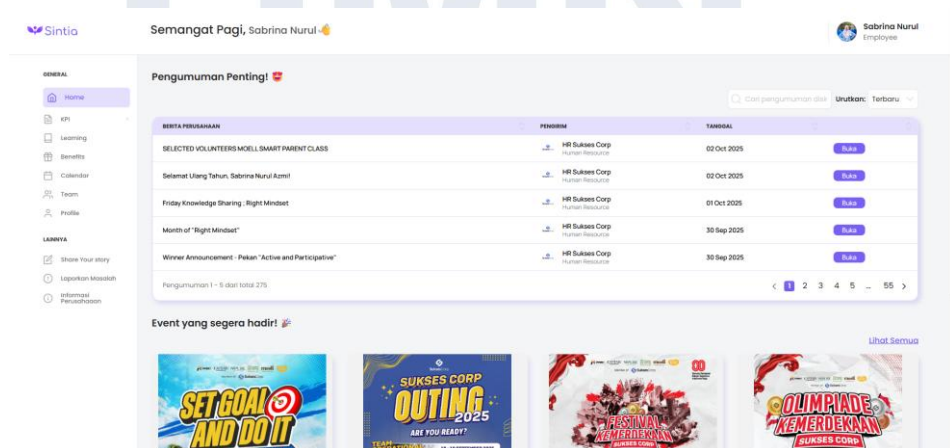 Sintia
Semangat Pagi, Sabrina Nurul
Sabrina Nurul
Employee
GENERAL
Home
KPI
Learning
Benefits
Calendar
Team
Profile
LAINNYA
Share Your story
Laporkan Masalah
Informasi
Perusahaan
Pengumuman Penting!
Cari pengumuman disini
Urutkan: Terbaru
BERITA PERUSAHAAN PENGIRIM TANGGAL
SELECTED VOLUNTEERS MOELL SMART PARENT CLASS HR Sukses Corp 02 Oct 2025 Buka
Human Resource
Selamat Ulang Tahun, Sabrina Nurul Azmi! HR Sukses Corp 02 Oct 2025 Buka
Human Resource
Friday Knowledge Sharing ; Right Mindset HR Sukses Corp 01 Oct 2025 Buka
Human Resource
Month of "Right Mindset" HR Sukses Corp 30 Sep 2025 Buka
Human Resource
Winner Announcement - Pekan "Active and Participative" HR Sukses Corp 30 Sep 2025 Buka
Human Resource
Pengumuman 1 - 5 dari total 275 < 1 2 3 4 5 ... 55 >
Event yang segera hadir!
Lihat Semua
SET GOAL
AND DO IT
SUKSES CORP
OUTING
2025
ARE YOU READY?
FESTIVAL
KEMERDEKAAN
SUKSES CORP
OLIMPIADE
KEMERDEKAAN
SUKSES CORP